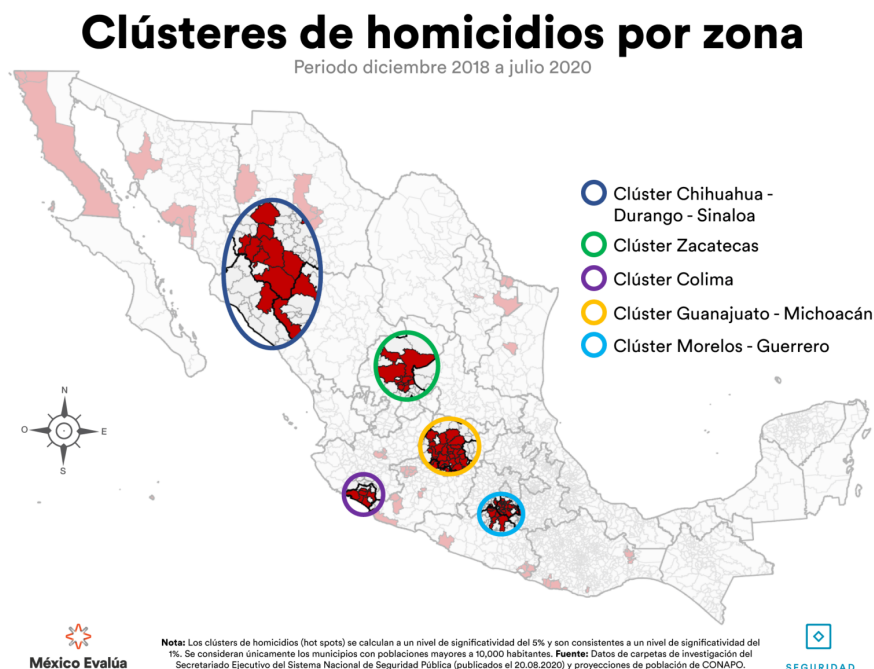 Clústeres de homicidios por zona
Periodo diciembre 2018 a julio 2020
Clúster Chihuahua -
Durango - Sinaloa
Clúster Zacatecas
Clúster Colima
Clúster Guanajuato - Michoacán
Clúster Morelos - Guerrero
N
O
E
S
México Evalúa
Nota: Los clústers de homicidios (hot spots) se calculan a un nivel de significatividad del 5% y son consistentes a un nivel de significatividad del
1%. Se consideran únicamente los municipios con poblaciones mayores a 10,000 habitantes. Fuente: Datos de carpetas de investigación del
Secretariado Ejecutivo del Sistema Nacional de Seguridad Pública (publicados el 20.08.2020) y proyecciones de población de CONAPO.
SEGURIDAD